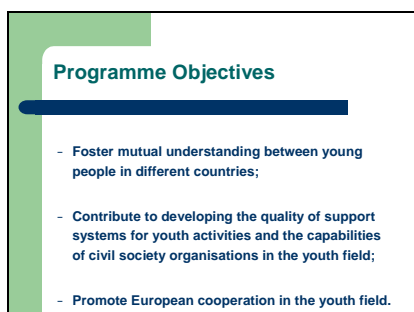 Programme Objectives
– Foster mutual understanding between young
people in different countries;
– Contribute to developing the quality of support
systems for youth activities and the capabilities
of civil society organisations in the youth field;
– Promote European cooperation in the youth field.